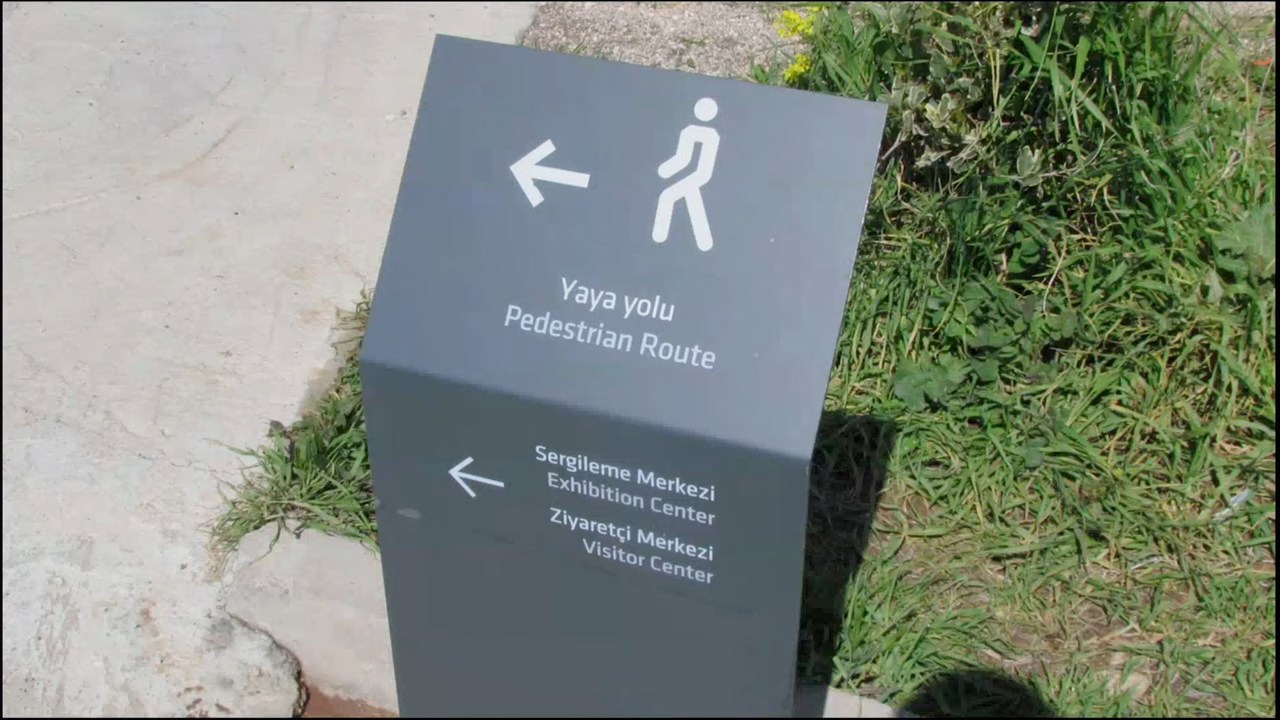 Yaya yolu
Pedestrian Route
Sergileme Merkezi
Exhibition Center
Ziyaretçi Merkezi
Visitor Center